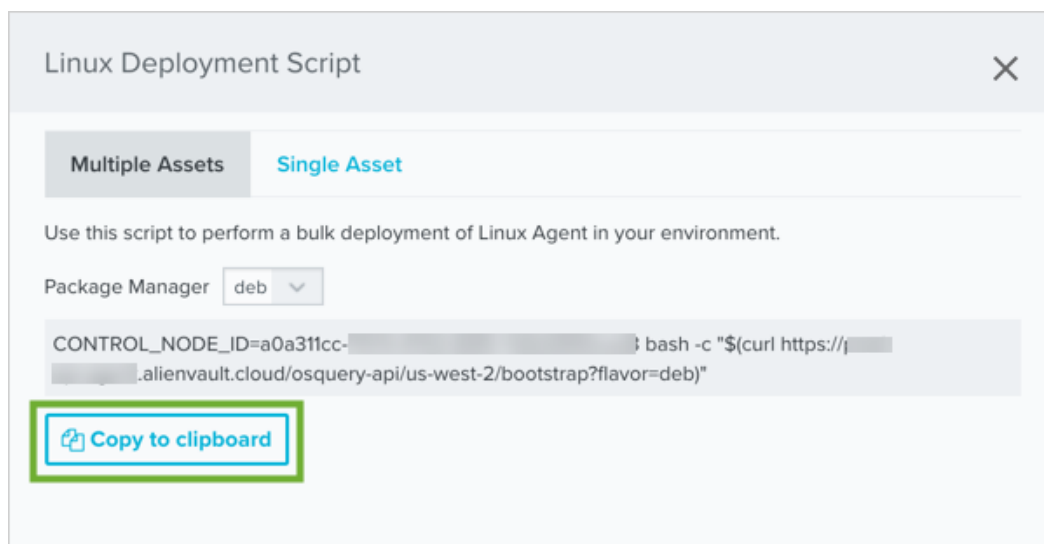 Linux Deployment Script
Multiple Assets
Single Asset
Use this script to perform a bulk deployment of Linux Agent in your environment.
Package Manager deb
CONTROL_NODE_ID=a0a311cc- bash -c "$(curl https://
.alienvault.cloud/osquery-api/us-west-2/bootstrap?flavor=deb)"
Copy to clipboard